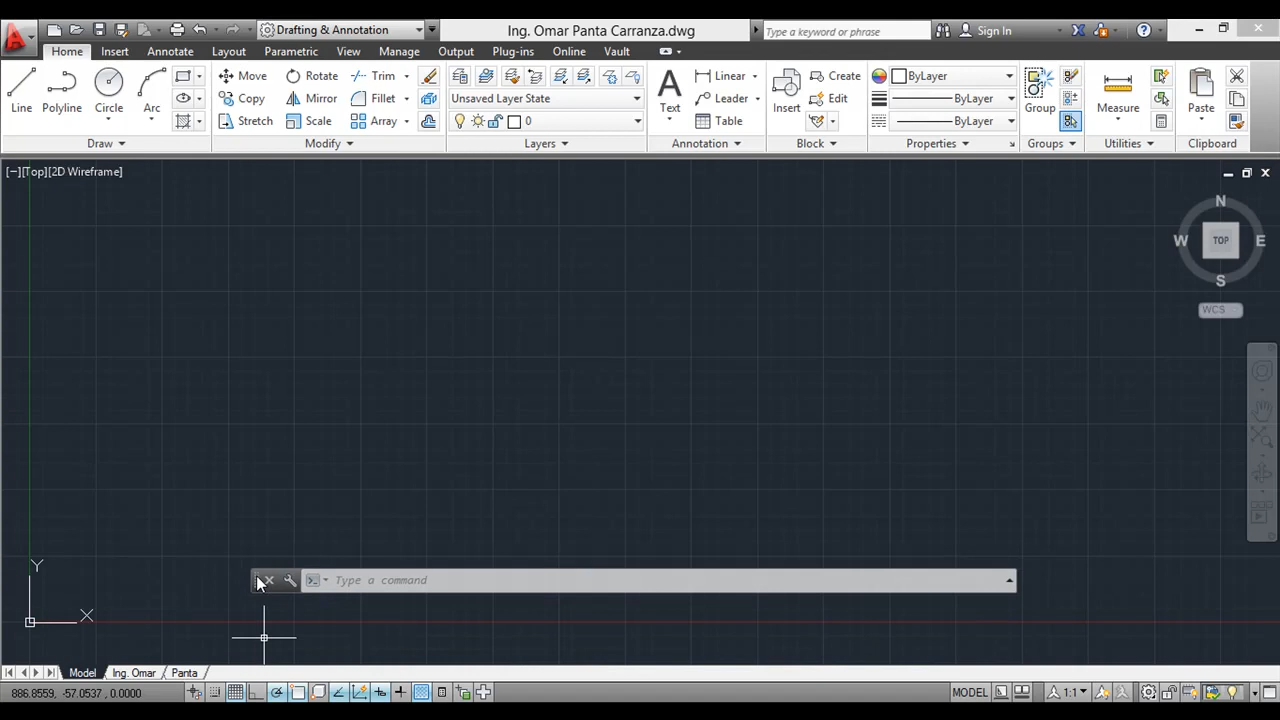 Drafting & Annotation
Ing. Omar Panta Carranza.dwg
Type a keyword or phrase
Sign In
Home Insert Annotate Layout Parametric View Manage Output Plug-ins Online Vault
Line Polyline Circle Arc
Move Rotate Trim
Copy Mirror Fillet
Stretch Scale Array
Unsaved Layer State
0
Text
Linear
Leader
Table
Insert
Create
Edit
ByLayer
ByLayer
ByLayer
Group
Measure
Paste
Draw Modify Layers Annotation Block Properties Groups Utilities Clipboard
[−][Top][2D Wireframe]
N
W TOP E
S
WCS
Y
X
Type a command
Model Ing. Omar Panta
886.8559, -57.0537, 0.0000
MODEL
1:1